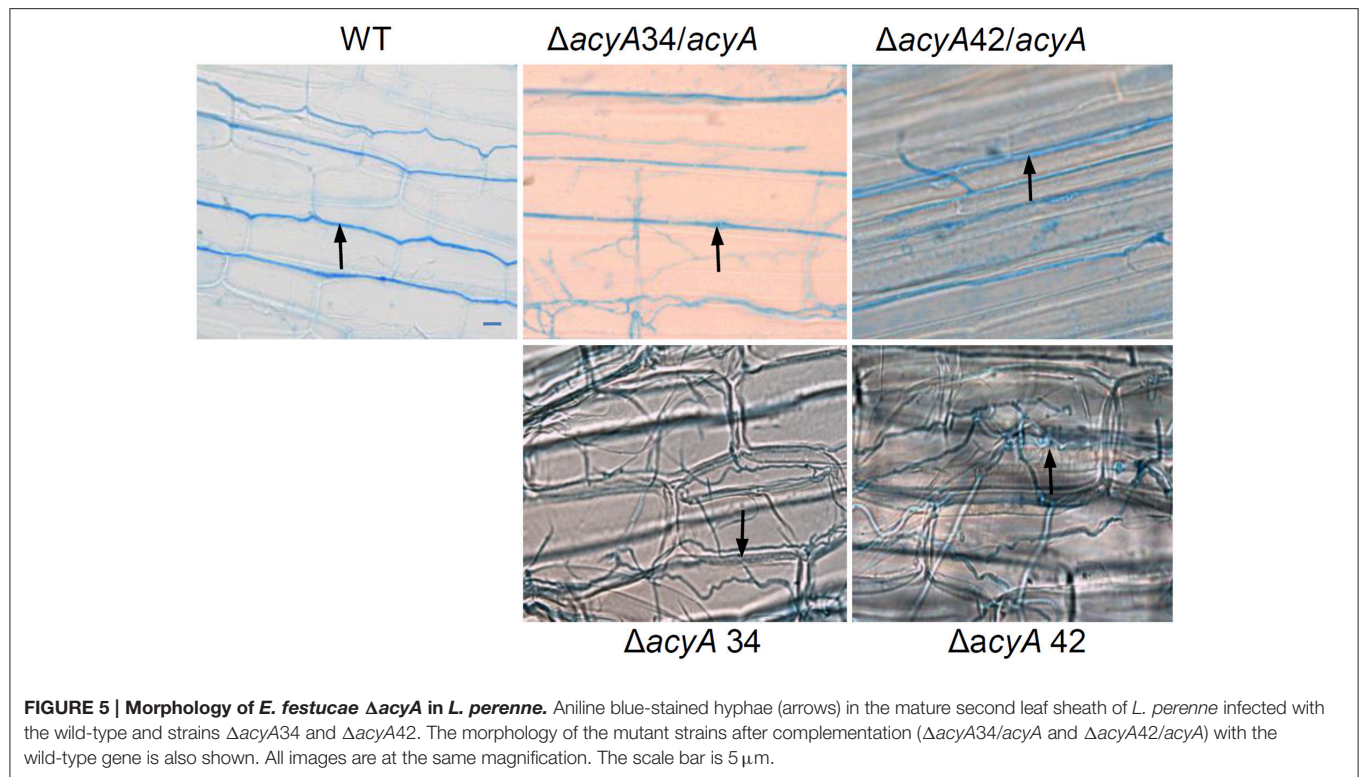 WT
ΔacyA34/acyA
ΔacyA42/acyA
ΔacyA 34
ΔacyA 42
FIGURE 5 | Morphology of E. festucae ΔacyA in L. perenne. Aniline blue-stained hyphae (arrows) in the mature second leaf sheath of L. perenne infected with
the wild-type and strains ΔacyA34 and ΔacyA42. The morphology of the mutant strains after complementation (ΔacyA34/acyA and ΔacyA42/acyA) with the
wild-type gene is also shown. All images are at the same magnification. The scale bar is 5 μm.